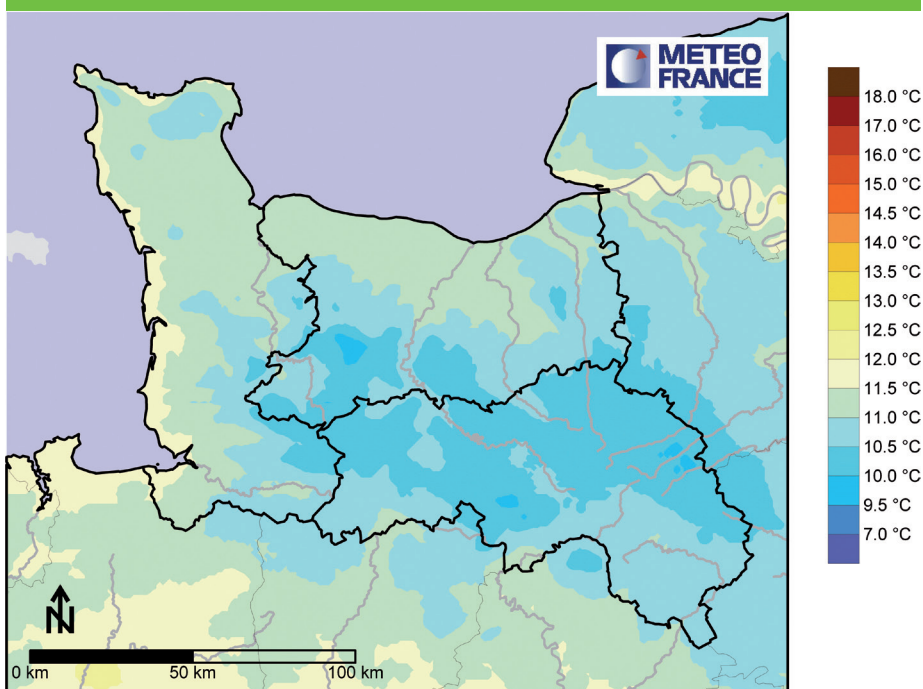 METEO
FRANCE
18.0 °C
17.0 °C
16.0 °C
15.0 °C
14.5 °C
14.0 °C
13.5 °C
13.0 °C
12.5 °C
12.0 °C
11.5 °C
11.0 °C
10.5 °C
10.0 °C
9.5 °C
7.0 °C
N
0 km 50 km 100 km